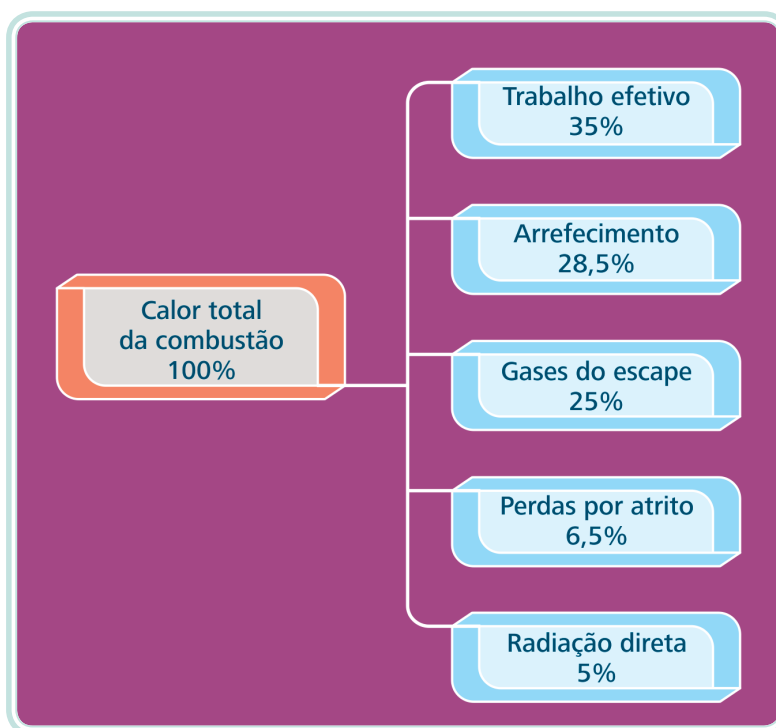 Trabalho efetivo
35%
Arrefecimento
28,5%
Calor total
da combustão
100%
Gases do escape
25%
Perdas por atrito
6,5%
Radiação direta
5%